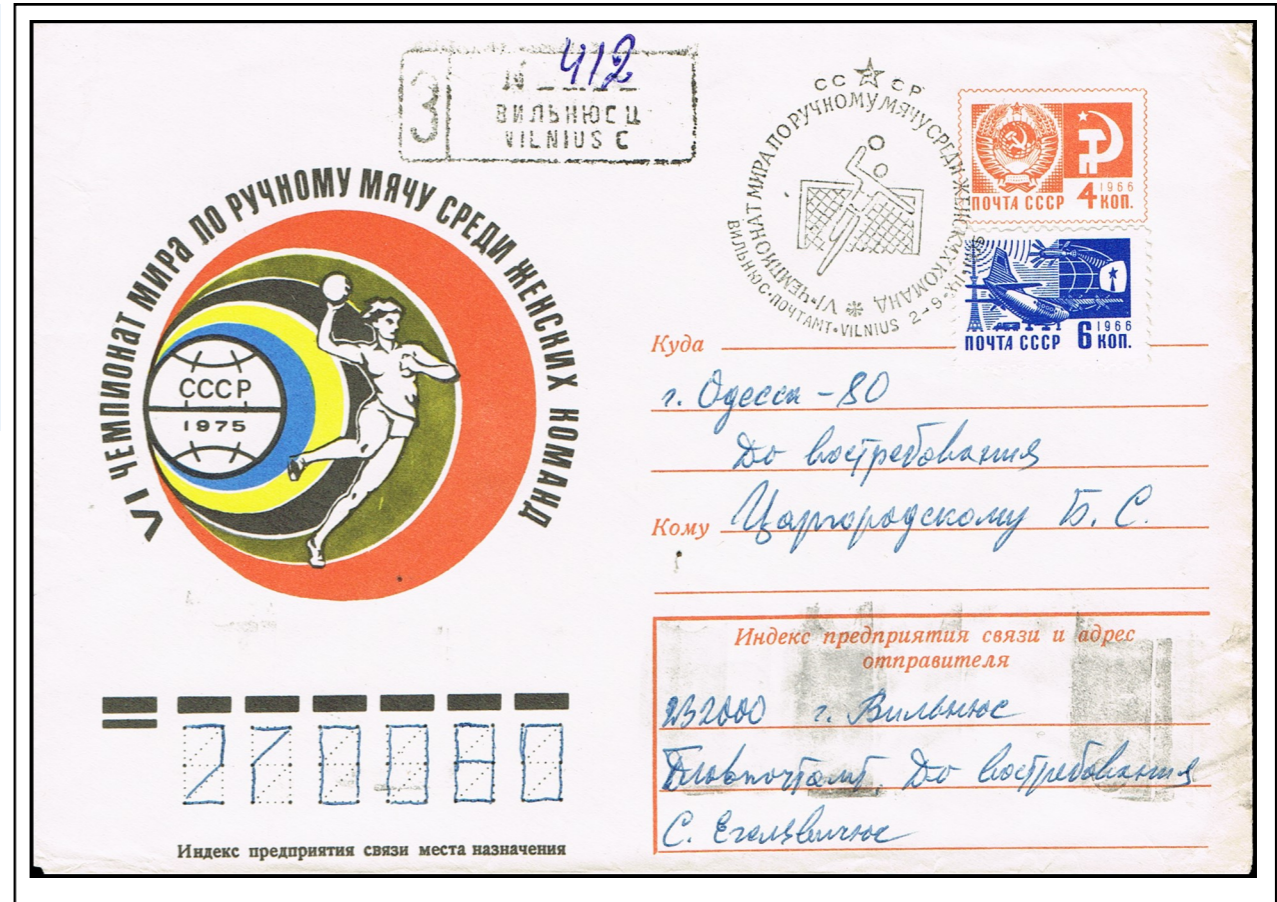 З
№ 412
ВИЛЬНЮС Ц
VILNIUS C
СССР
VI ЧЕМПИОНАТ МИРА ПО РУЧНОМУ МЯЧУ СРЕДИ ЖЕНСКИХ КОМАНД
ВИЛЬНЮС·ПОЧТАМТ·VILNIUS 2-9
ПОЧТА СССР 4 1966 КОП.
ПОЧТА СССР 6 1966 КОП.
VI ЧЕМПИОНАТ МИРА ПО РУЧНОМУ МЯЧУ СРЕДИ ЖЕНСКИХ КОМАНД
СССР
1975
Куда
г. Одесса-80
До востребования
Кому Царгородскому Б. С.
Индекс предприятия связи и адрес
отправителя
232000 г. Вильнюс
Главпочтамт, До востребования
С.
270080
Индекс предприятия связи места назначения